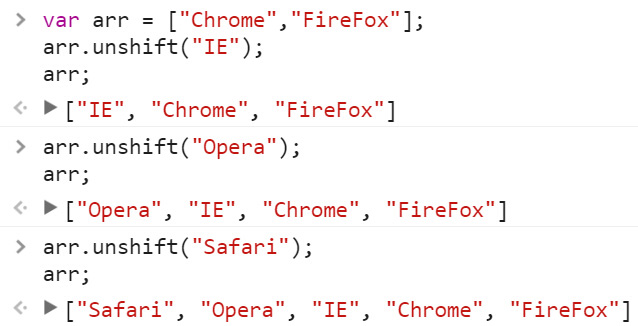 > var arr = ["Chrome","FireFox"];
arr.unshift("IE");
arr;
["IE", "Chrome", "FireFox"]
> arr.unshift("Opera");
arr;
["Opera", "IE", "Chrome", "FireFox"]
> arr.unshift("Safari");
arr;
["Safari", "Opera", "IE", "Chrome", "FireFox"]